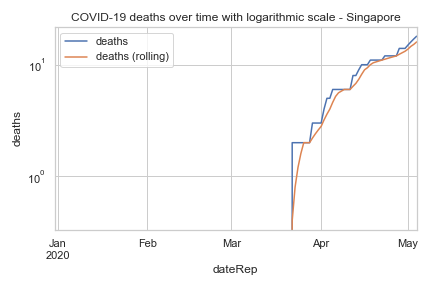 COVID-19 deaths over time with logarithmic scale - Singapore
deaths
deaths (rolling)
10¹
10⁰
deaths
Jan Feb Mar Apr May
2020
dateRep